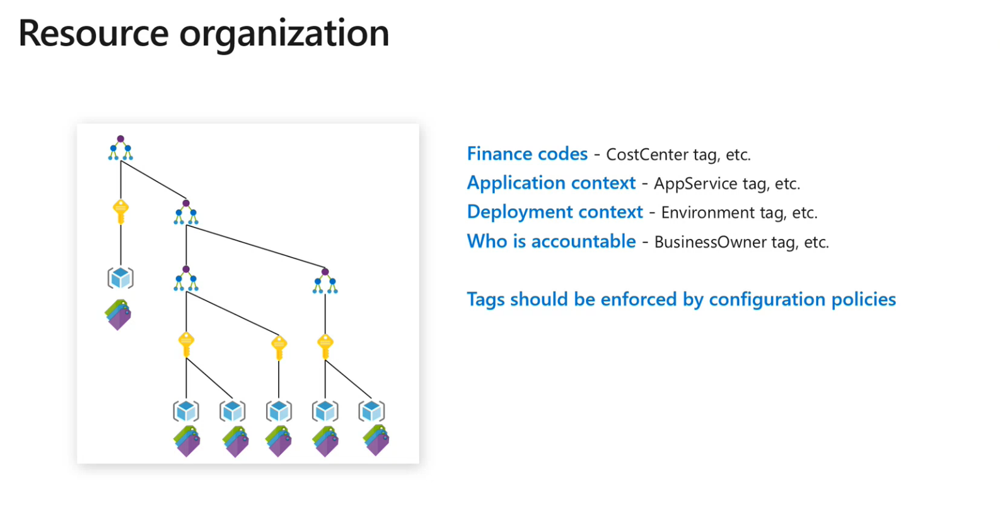 Resource organization
Finance codes - CostCenter tag, etc.
Application context - AppService tag, etc.
Deployment context - Environment tag, etc.
Who is accountable - BusinessOwner tag, etc.
Tags should be enforced by configuration policies